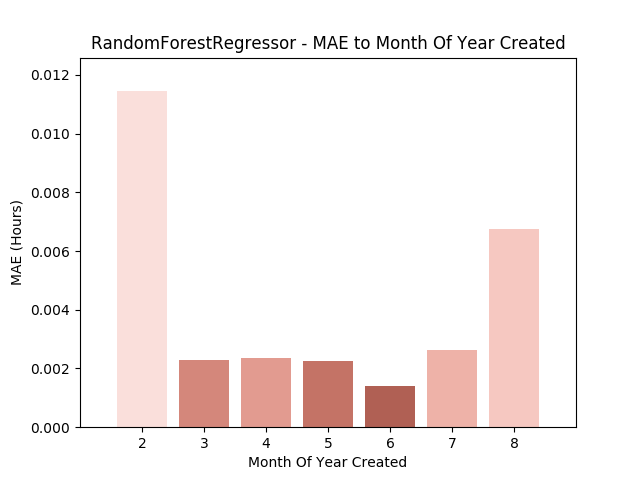 RandomForestRegressor - MAE to Month Of Year Created
0.012
0.010
0.008
0.006
0.004
0.002
0.000
MAE (Hours)
2 3 4 5 6 7 8
Month Of Year Created